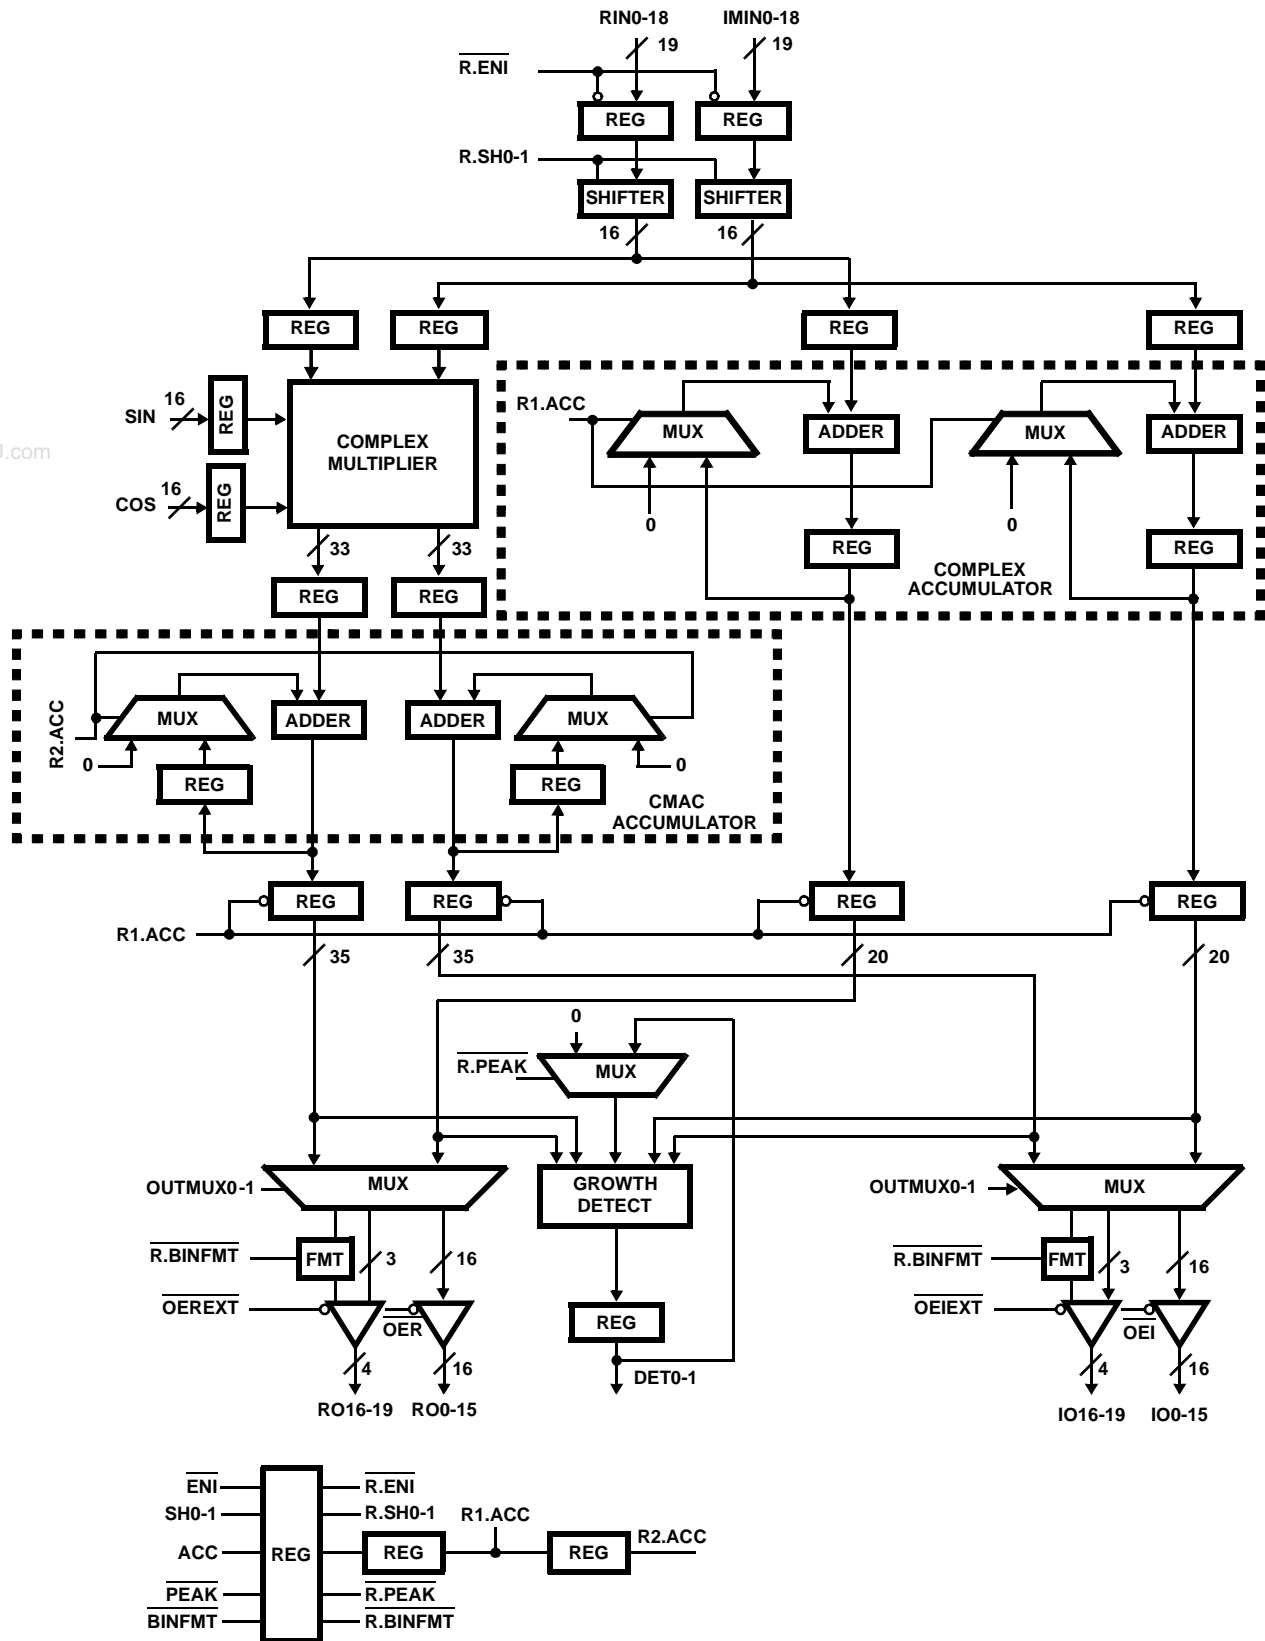 RIN0-18 IMIN0-18
19 19
R.ENI
REG REG
R.SH0-1
SHIFTER SHIFTER
16 16
REG REG REG REG
SIN 16 REG
COMPLEX
MULTIPLIER
COS 16 REG
R1.ACC
MUX ADDER MUX ADDER
0 0
REG REG
COMPLEX
ACCUMULATOR
33 33
REG REG
R2.ACC
MUX ADDER ADDER MUX
0 0
REG REG
CMAC
ACCUMULATOR
REG REG REG REG
R1.ACC
35 35 20 20
0
R.PEAK
MUX
OUTMUX0-1 MUX
GROWTH
DETECT
OUTMUX0-1 MUX
R.BINFMT FMT 3 16
R.BINFMT FMT 3 16
OEREXT OER
REG
OEIEXT OEI
4 16
DET0-1
4 16
RO16-19 RO0-15
IO16-19 IO0-15
ENI R.ENI
SH0-1 R.SH0-1
R1.ACC
ACC REG REG REG R2.ACC
PEAK R.PEAK
BINFMT R.BINFMT
J.com